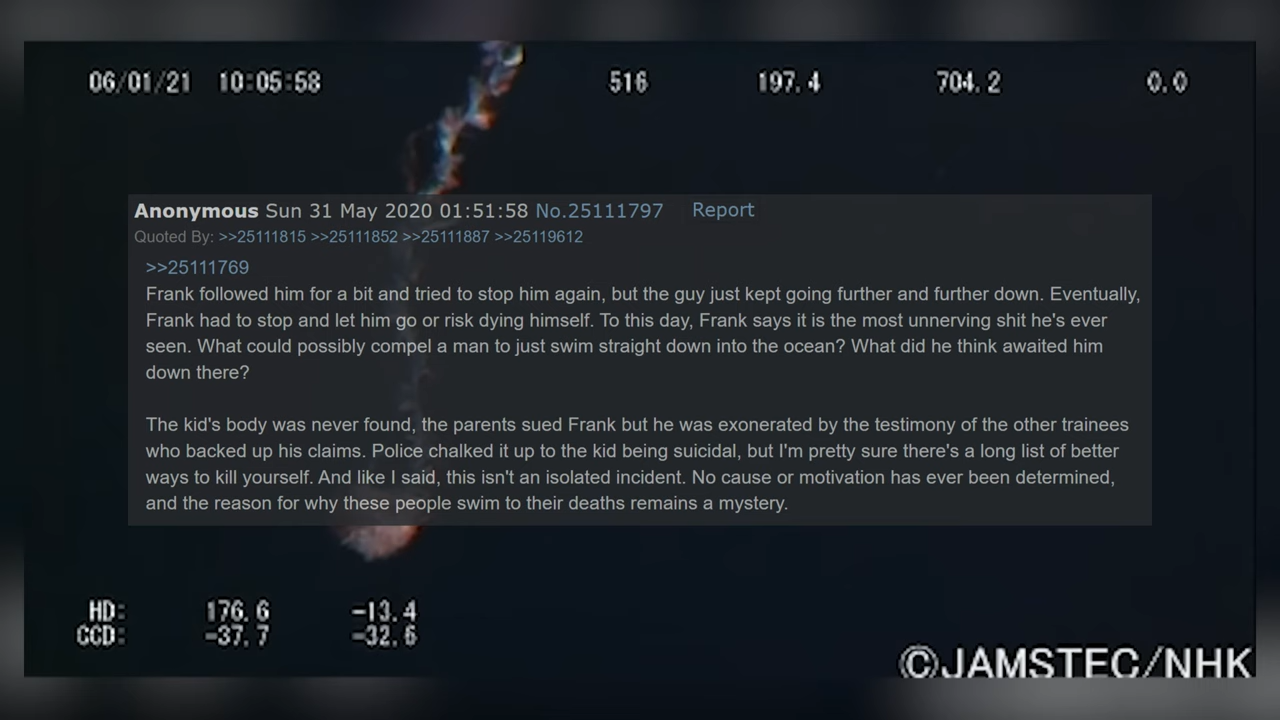 06/01/21 10:05:58 516 197.4 704.2 0.0
Anonymous Sun 31 May 2020 01:51:58 No.25111797 Report
Quoted By: >>25111815 >>25111852 >>25111887 >>25119612
>>25111769
Frank followed him for a bit and tried to stop him again, but the guy just kept going further and further down. Eventually,
Frank had to stop and let him go or risk dying himself. To this day, Frank says it is the most unnerving shit he's ever
seen. What could possibly compel a man to just swim straight down into the ocean? What did he think awaited him
down there?
The kid's body was never found, the parents sued Frank but he was exonerated by the testimony of the other trainees
who backed up his claims. Police chalked it up to the kid being suicidal, but I'm pretty sure there's a long list of better
ways to kill yourself. And like I said, this isn't an isolated incident. No cause or motivation has ever been determined,
and the reason for why these people swim to their deaths remains a mystery.
HD: 176.6 -13.4
CCD: -37.7 -32.6
©JAMSTEC/NHK